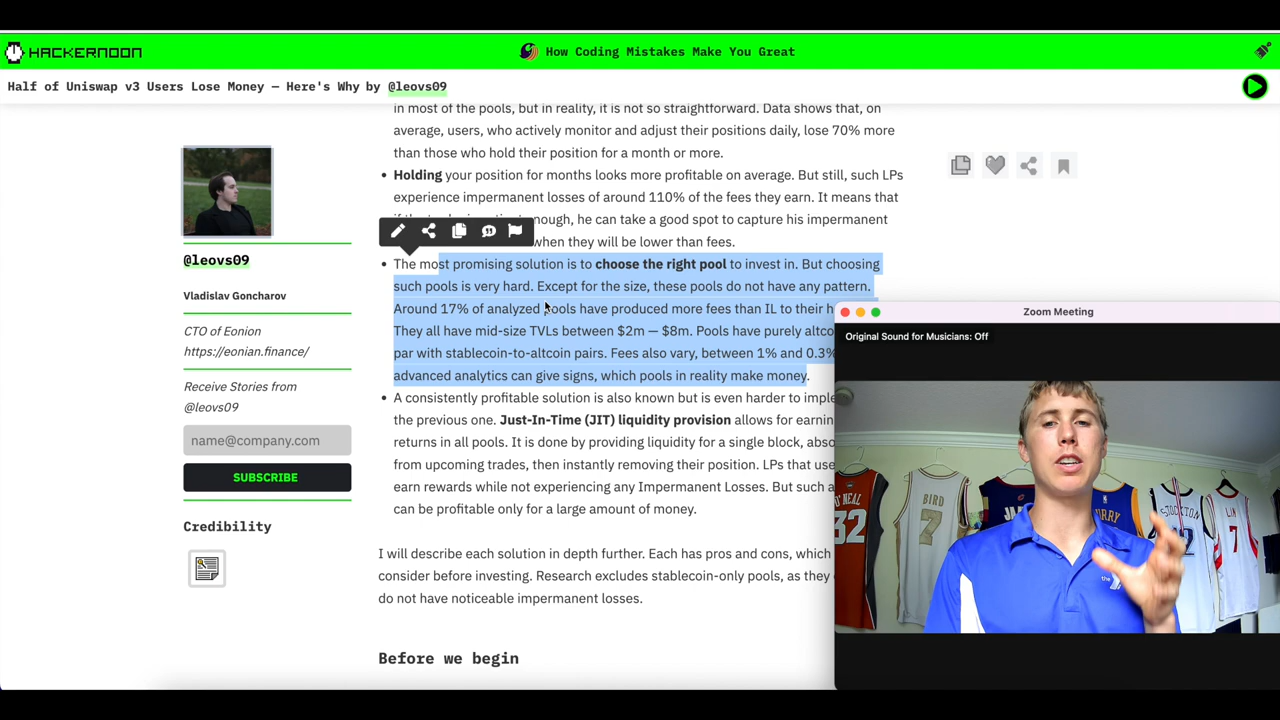 HACKERNOON
How Coding Mistakes Make You Great
Half of Uniswap v3 Users Lose Money — Here's Why by @leovs09
in most of the pools, but in reality, it is not so straightforward. Data shows that, on
average, users, who actively monitor and adjust their positions daily, lose 70% more
than those who hold their position for a month or more.
• Holding your position for months looks more profitable on average. But still, such LPs
experience impermanent losses of around 110% of the fees they earn. It means that
nough, he can take a good spot to capture his impermanent
when they will be lower than fees.
• The most promising solution is to choose the right pool to invest in. But choosing
such pools is very hard. Except for the size, these pools do not have any pattern.
Around 17% of analyzed pools have produced more fees than IL to their h
They all have mid-size TVLs between $2m — $8m. Pools have purely altco
par with stablecoin-to-altcoin pairs. Fees also vary, between 1% and 0.3%
advanced analytics can give signs, which pools in reality make money.
• A consistently profitable solution is also known but is even harder to imple
the previous one. Just-In-Time (JIT) liquidity provision allows for earnin
returns in all pools. It is done by providing liquidity for a single block, abso
from upcoming trades, then instantly removing their position. LPs that use
earn rewards while not experiencing any Impermanent Losses. But such a
can be profitable only for a large amount of money.
I will describe each solution in depth further. Each has pros and cons, which
consider before investing. Research excludes stablecoin-only pools, as they
do not have noticeable impermanent losses.
Before we begin
@leovs09
Vladislav Goncharov
CTO of Eonion
https://eonian.finance/
Receive Stories from
@leovs09
name@company.com
SUBSCRIBE
Credibility
Zoom Meeting
Original Sound for Musicians: Off
O'NEAL
32
BIRD
7
JAM
URRY
STOCKTON
12
LIN
7
the